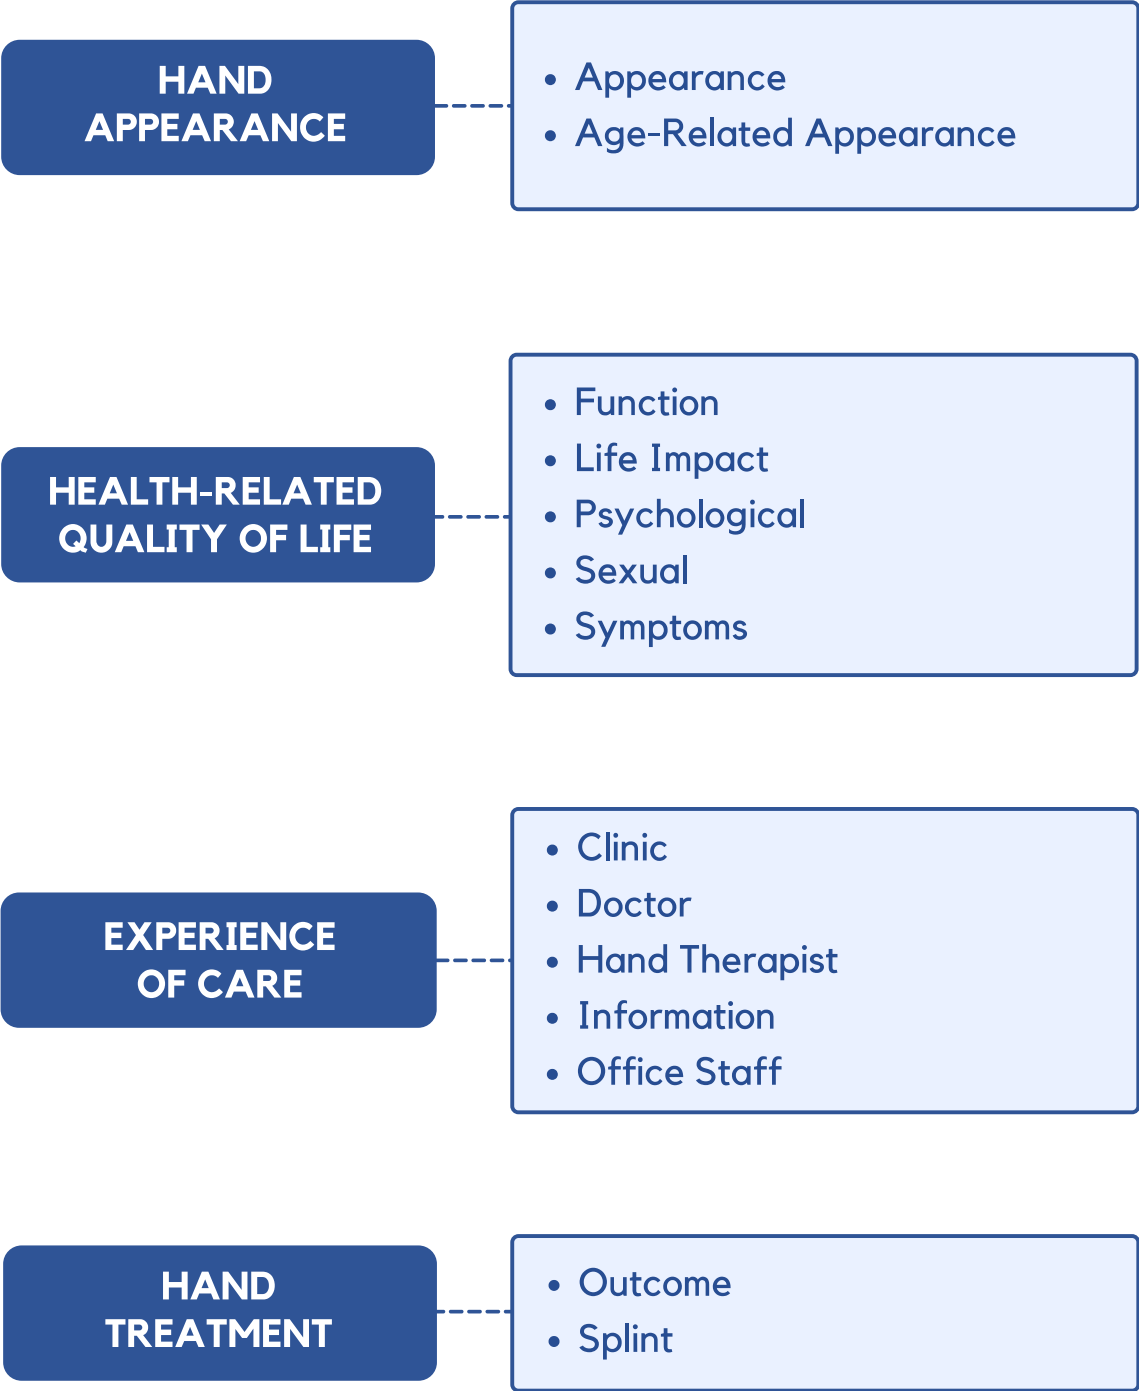 HAND
APPEARANCE
• Appearance
• Age-Related Appearance
HEALTH-RELATED
QUALITY OF LIFE
• Function
• Life Impact
• Psychological
• Sexual
• Symptoms
EXPERIENCE
OF CARE
• Clinic
• Doctor
• Hand Therapist
• Information
• Office Staff
HAND
TREATMENT
• Outcome
• Splint